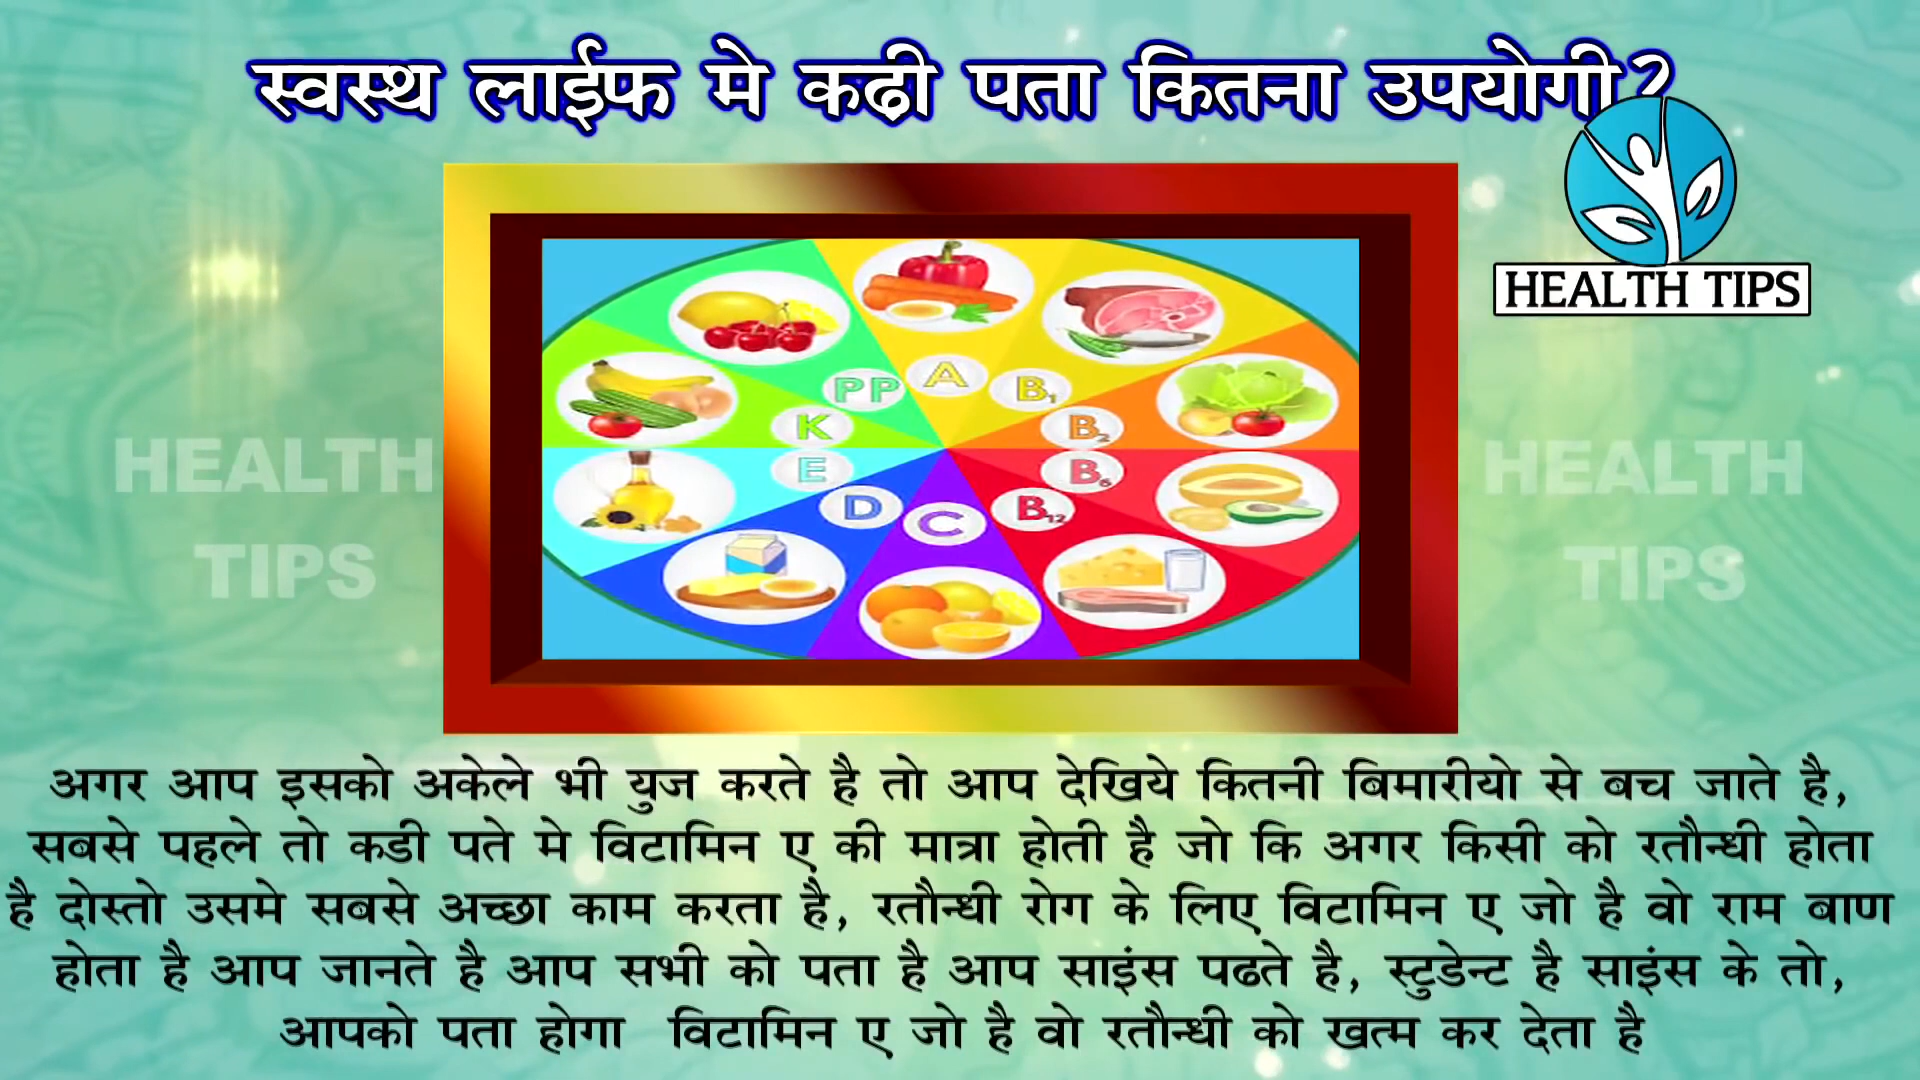 स्वस्थ लाईफ मे कढी पता कितना उपयोगी?
HEALTH TIPS
PP A B1
K B2
E B6
D C B12
HEALTH
TIPS
HEALTH
TIPS
अगर आप इसको अकेले भी युज करते है तो आप देखिये कितनी बिमारीयो से बच जाते है,
सबसे पहले तो कडी पते मे विटामिन ए की मात्रा होती है जो कि अगर किसी को रतौन्धी होता
है दोस्तो उसमे सबसे अच्छा काम करता है, रतौन्धी रोग के लिए विटामिन ए जो है वो राम बाण
होता है आप जानते है आप सभी को पता है आप साइंस पढते है, स्टुडेन्ट है साइंस के तो,
आपको पता होगा विटामिन ए जो है वो रतौन्धी को खत्म कर देता है